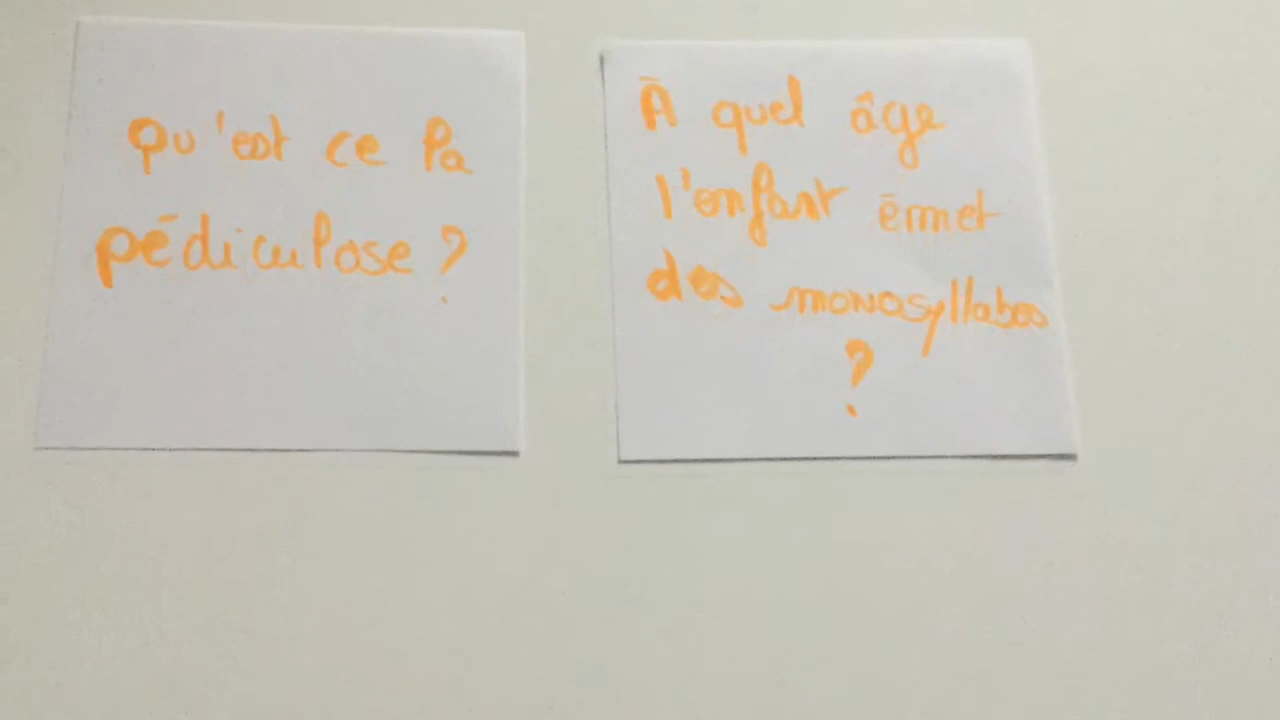 Qu'est ce la
pédiculose ?
À quel âge
l'enfant émet
des monosyllabes
?